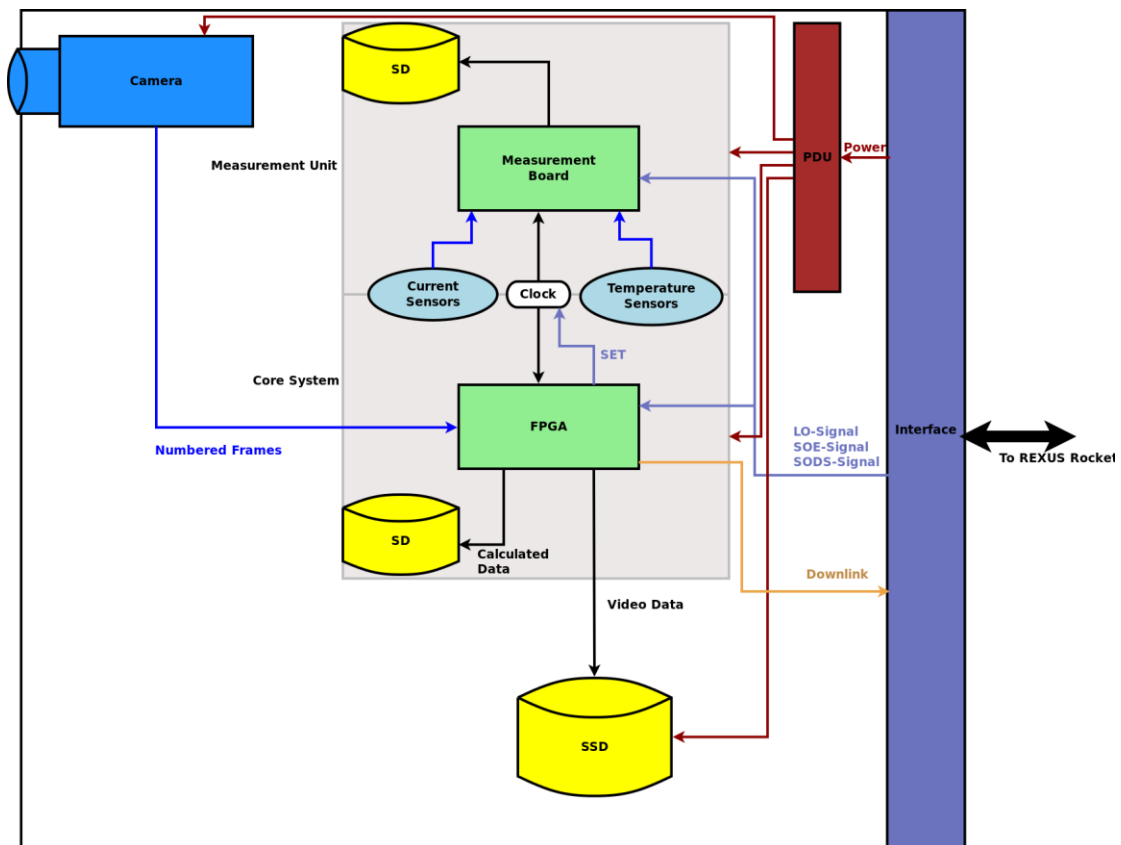 Camera
SD
Measurement Unit
Measurement
Board
PDU
Power
Current
Sensors
Clock
Temperature
Sensors
SET
Core System
FPGA
Numbered Frames
LO-Signal
SOE-Signal
SODS-Signal
Interface
To REXUS Rocket
SD
Calculated
Data
Downlink
Video Data
SSD